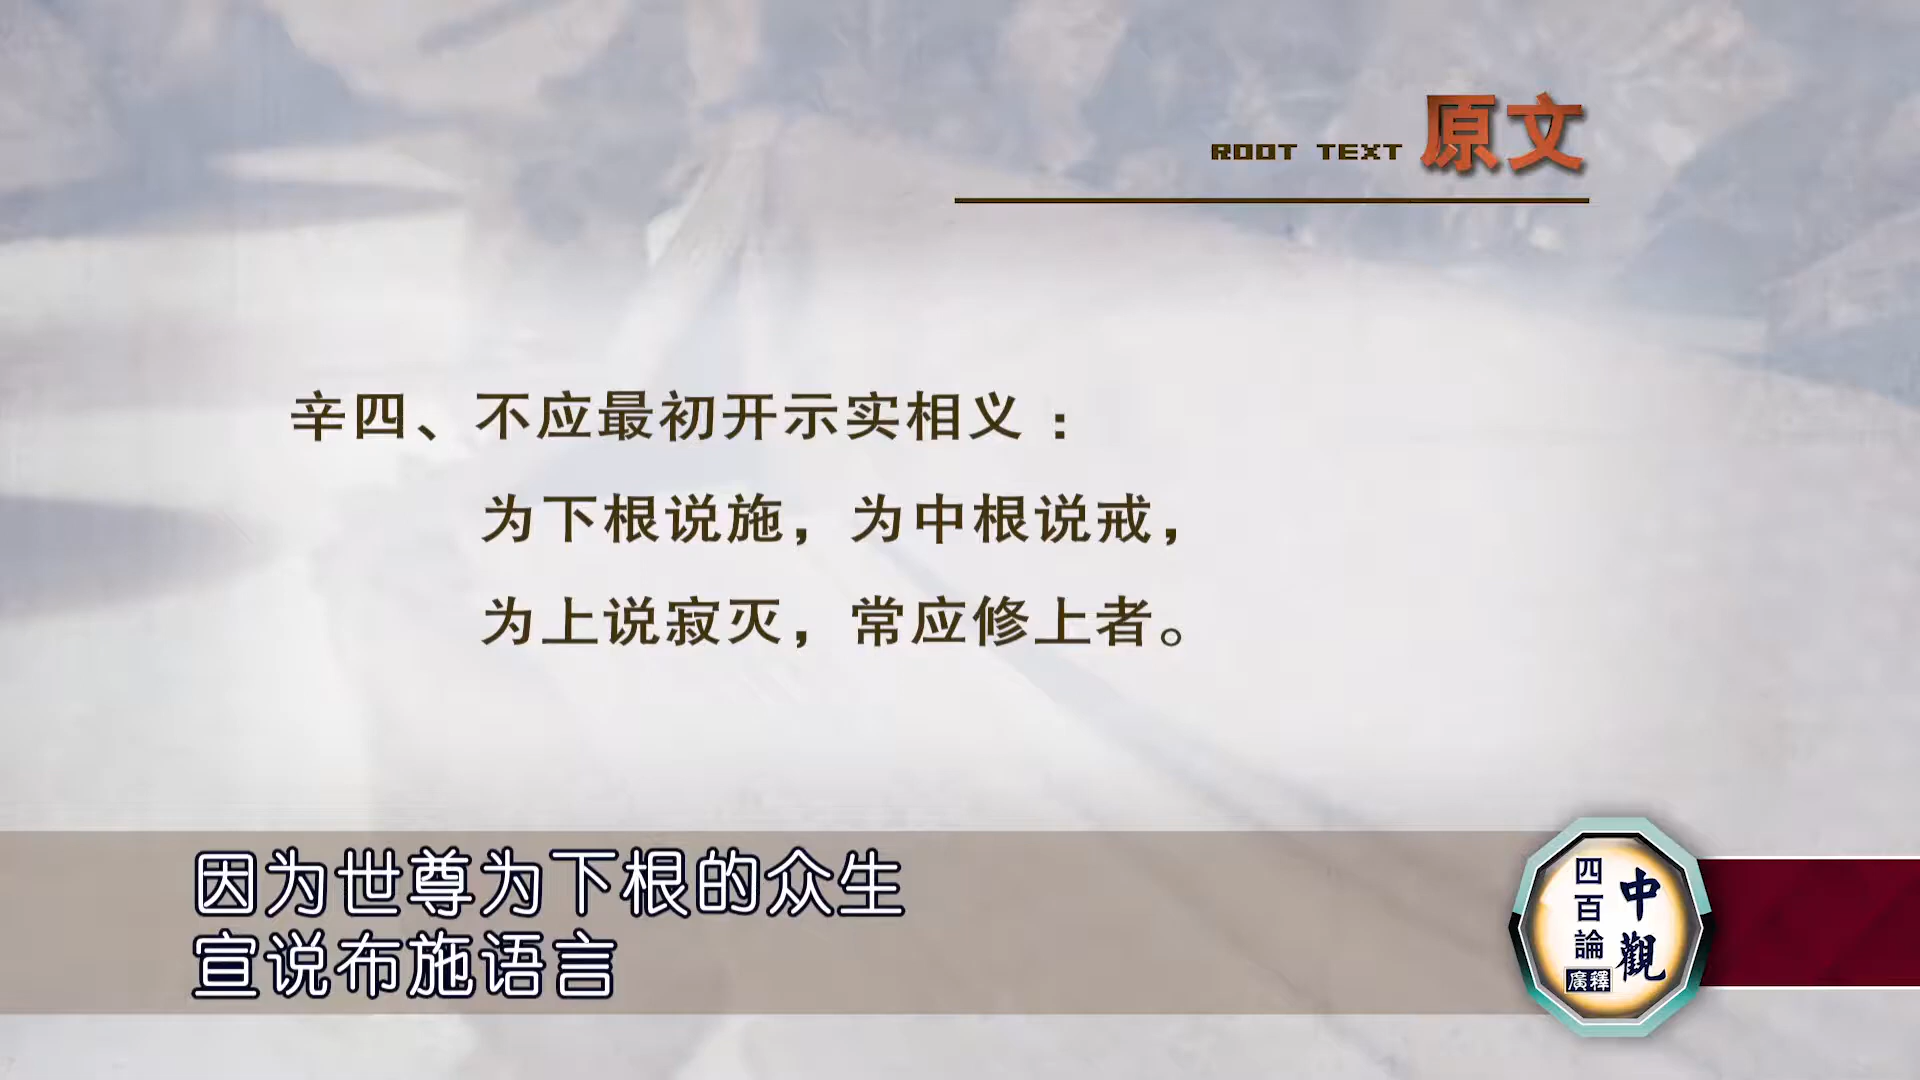 ROOT TEXT 原文
辛四、不应最初开示实相义：
为下根说施，为中根说戒，
为上说寂灭，常应修上者。
因为世尊为下根的众生
宣说布施语言
中觀
四百論
廣釋